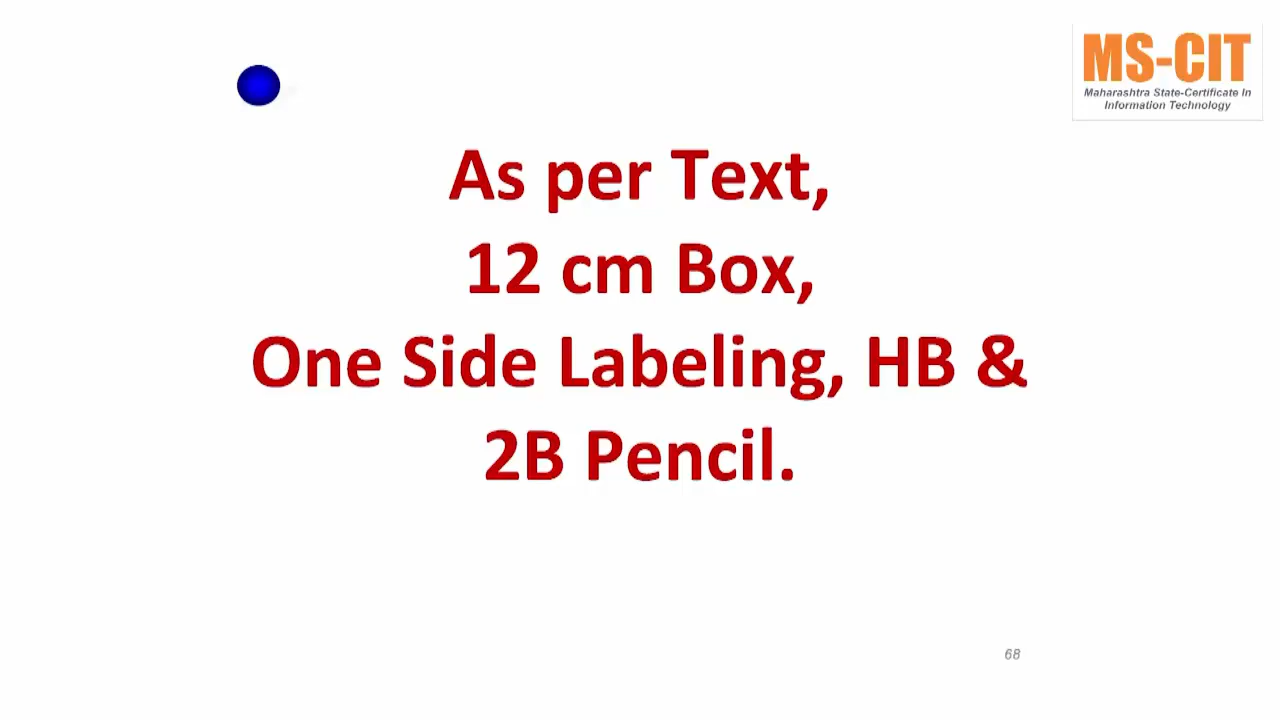 MS-CIT
Maharashtra State-Certificate In
Information Technology
As per Text,
12 cm Box,
One Side Labeling, HB &
2B Pencil.
68